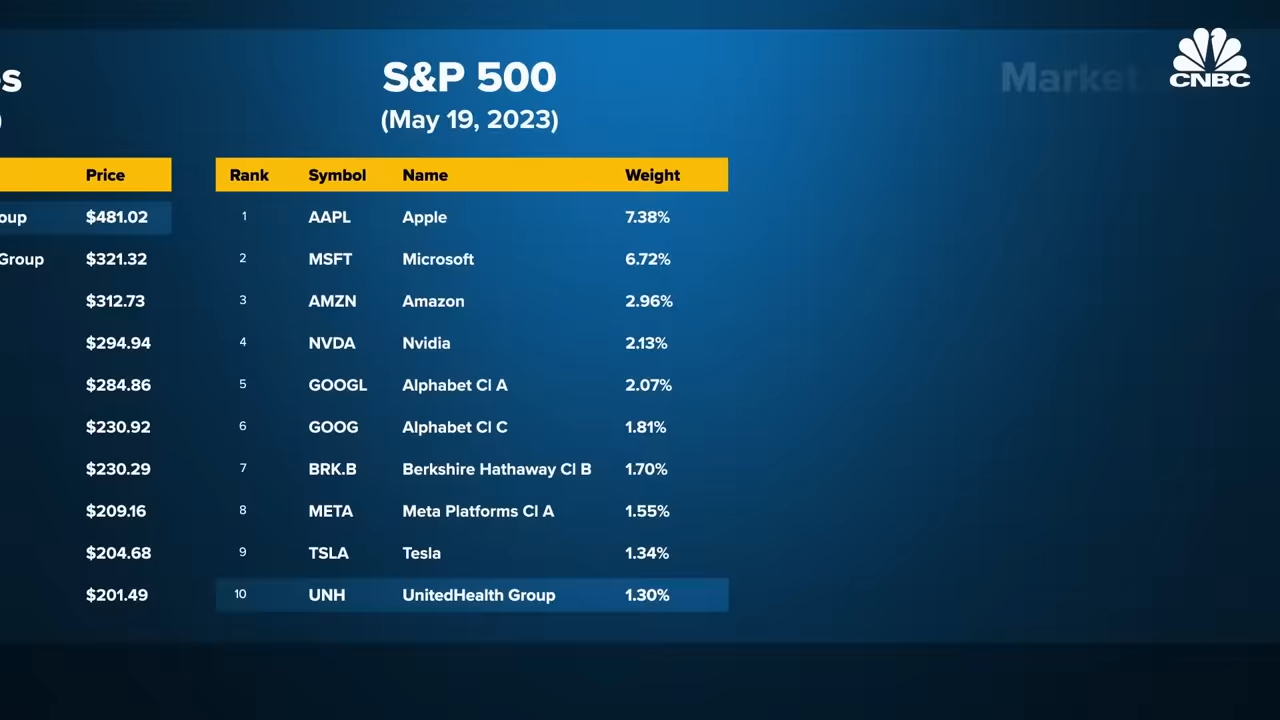 s
S&P 500
Market
CNBC
)
(May 19, 2023)
Price
oup $481.02
Group $321.32
$312.73
$294.94
$284.86
$230.92
$230.29
$209.16
$204.68
$201.49
Rank Symbol Name Weight
1 AAPL Apple 7.38%
2 MSFT Microsoft 6.72%
3 AMZN Amazon 2.96%
4 NVDA Nvidia 2.13%
5 GOOGL Alphabet Cl A 2.07%
6 GOOG Alphabet Cl C 1.81%
7 BRK.B Berkshire Hathaway Cl B 1.70%
8 META Meta Platforms Cl A 1.55%
9 TSLA Tesla 1.34%
10 UNH UnitedHealth Group 1.30%